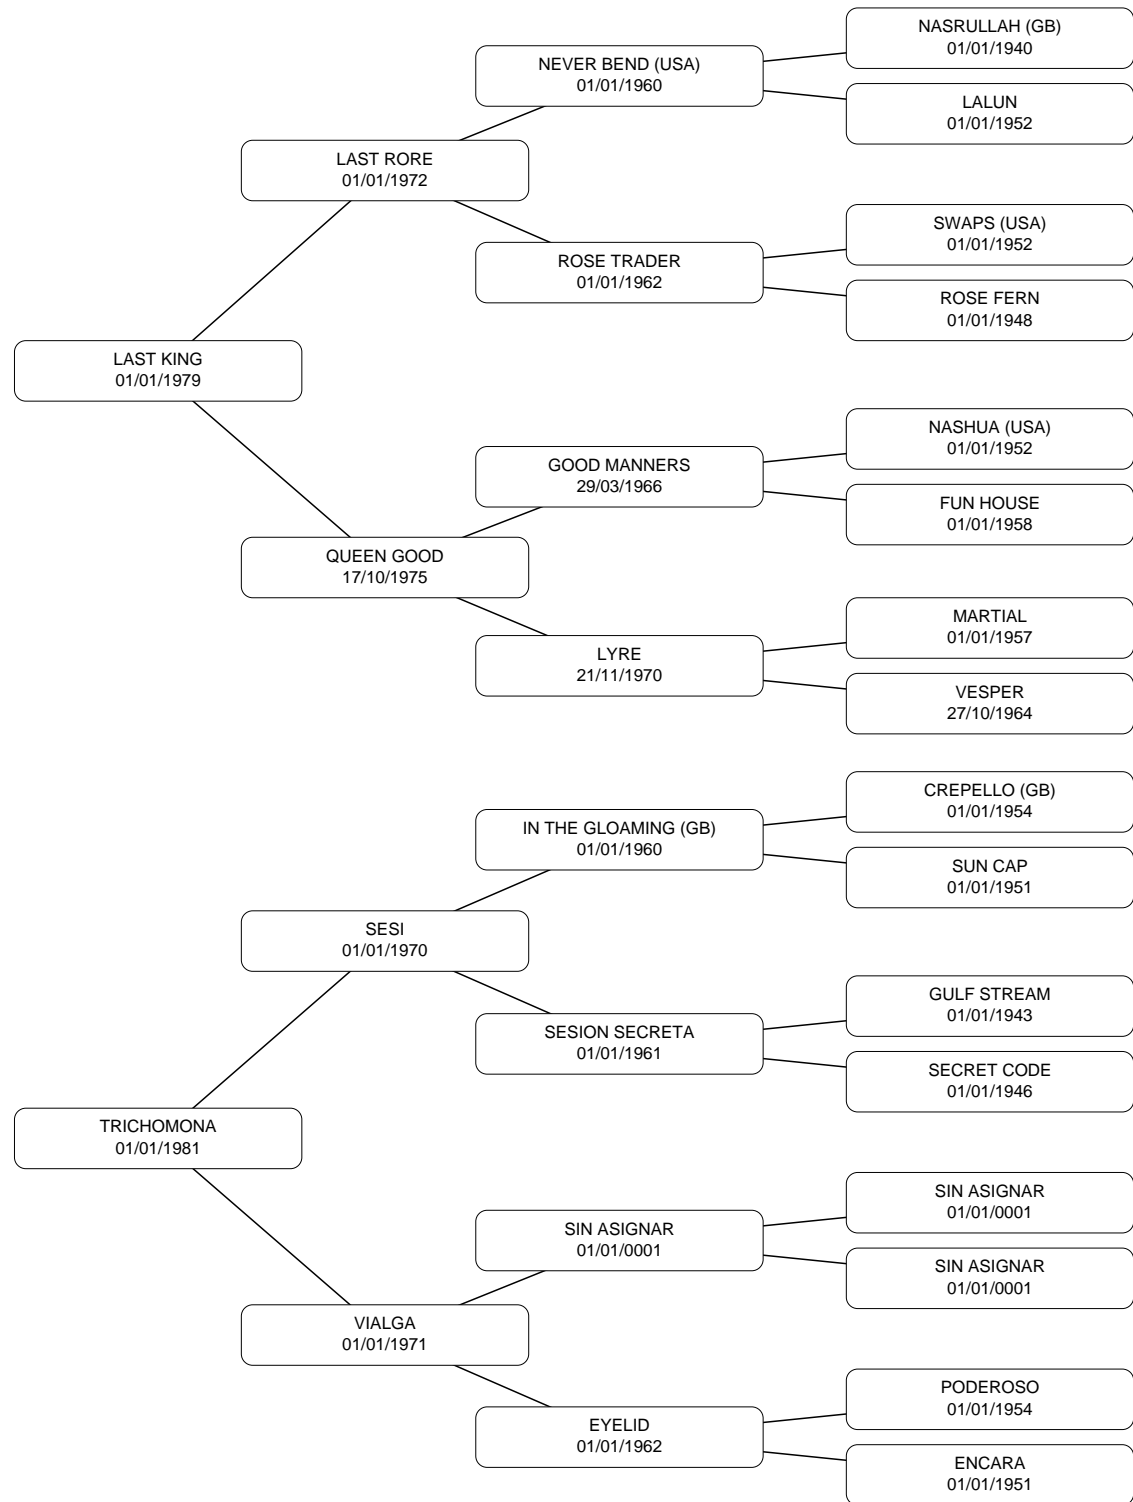 NASRULLAH (GB)
01/01/1940
NEVER BEND (USA)
01/01/1960
LALUN
01/01/1952
LAST RORE
01/01/1972
SWAPS (USA)
01/01/1952
ROSE TRADER
01/01/1962
ROSE FERN
01/01/1948
LAST KING
01/01/1979
NASHUA (USA)
01/01/1952
GOOD MANNERS
29/03/1966
FUN HOUSE
01/01/1958
QUEEN GOOD
17/10/1975
MARTIAL
01/01/1957
LYRE
21/11/1970
VESPER
27/10/1964
CREPELLO (GB)
01/01/1954
IN THE GLOAMING (GB)
01/01/1960
SUN CAP
01/01/1951
SESI
01/01/1970
GULF STREAM
01/01/1943
SESION SECRETA
01/01/1961
SECRET CODE
01/01/1946
TRICHOMONA
01/01/1981
SIN ASIGNAR
01/01/0001
SIN ASIGNAR
01/01/0001
SIN ASIGNAR
01/01/0001
VIALGA
01/01/1971
PODEROSO
01/01/1954
EYELID
01/01/1962
ENCARA
01/01/1951